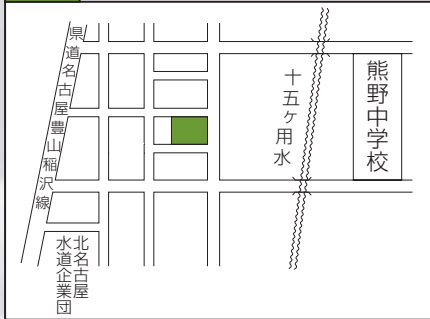 県道名古屋豊山稲沢線
十五ヶ用水
熊野中学校
北名古屋
水道企業団